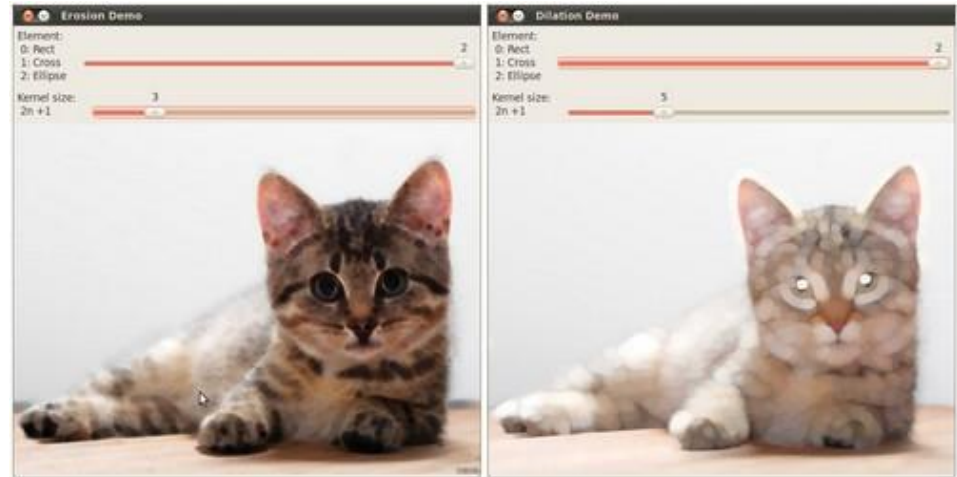 Erosion Demo
Element:
0: Rect
1: Cross
2: Ellipse
2
Kernel size:
2n +1
3
Dilation Demo
Element:
0: Rect
1: Cross
2: Ellipse
2
Kernel size:
2n +1
5